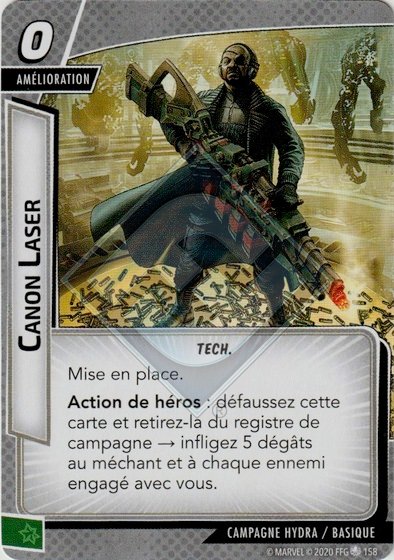 0
AMÉLIORATION
CANON LASER
TECH.
Mise en place.
Action de héros : défaussez cette
carte et retirez-la du registre de
campagne → infligez 5 dégâts
au méchant et à chaque ennemi
engagé avec vous.
®
CAMPAGNE HYDRA / BASIQUE
© MARVEL © 2020 FFG 158